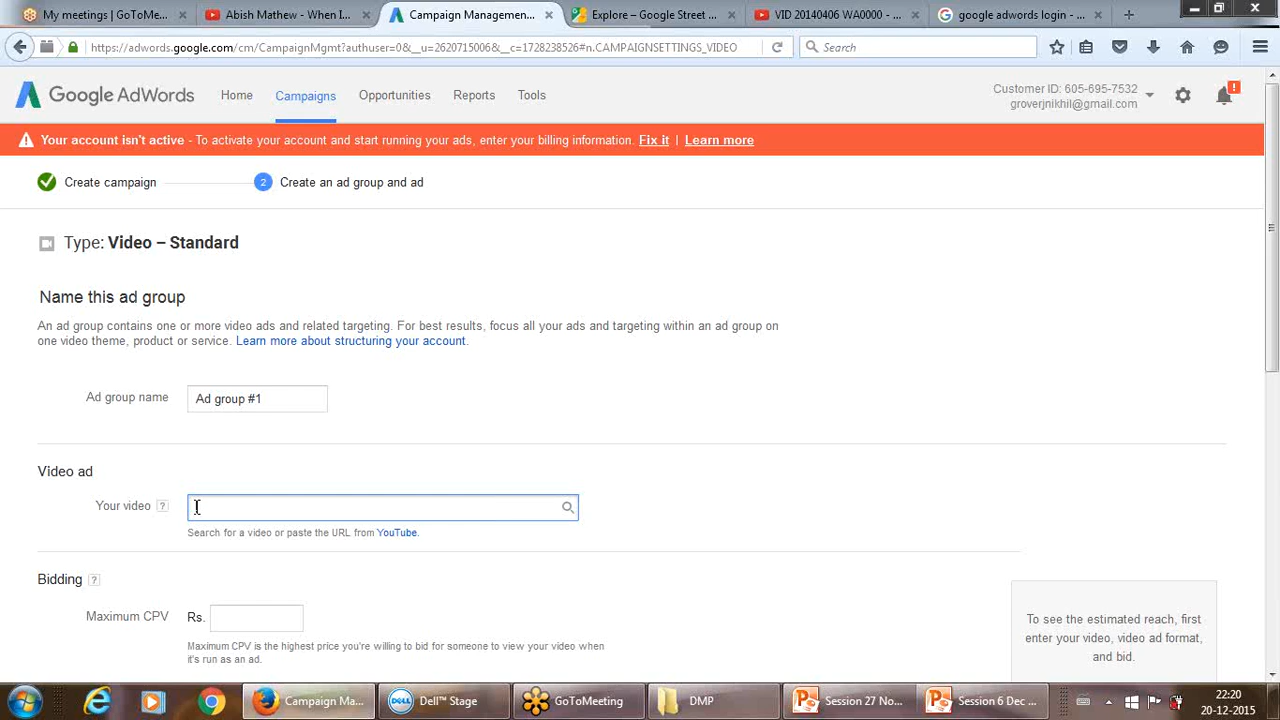 My meetings | GoToMe...
Abish Mathew - When I...
Campaign Management...
Explore – Google Street ...
VID 20140406 WA0000 - ...
google adwords login - ...
https://adwords.google.com/cm/CampaignMgmt?authuser=0&__u=2620715006&__c=1728238526#n.CAMPAIGNSETTINGS_VIDEO
Search
Google AdWords
Home
Campaigns
Opportunities
Reports
Tools
Customer ID: 605-695-7532
groverjnikhil@gmail.com
!
Your account isn't active - To activate your account and start running your ads, enter your billing information. Fix it | Learn more
Create campaign
2 Create an ad group and ad
Type: Video – Standard
Name this ad group
An ad group contains one or more video ads and related targeting. For best results, focus all your ads and targeting within an ad group on
one video theme, product or service. Learn more about structuring your account.
Ad group name
Ad group #1
Video ad
Your video ?
Search for a video or paste the URL from YouTube.
Bidding ?
Maximum CPV
Rs.
Maximum CPV is the highest price you're willing to bid for someone to view your video when
it's run as an ad.
To see the estimated reach, first
enter your video, video ad format,
and bid.
Campaign Ma...
DELL
Dell™ Stage
GoToMeeting
DMP
Session 27 No...
Session 6 Dec ...
22:20
20-12-2015